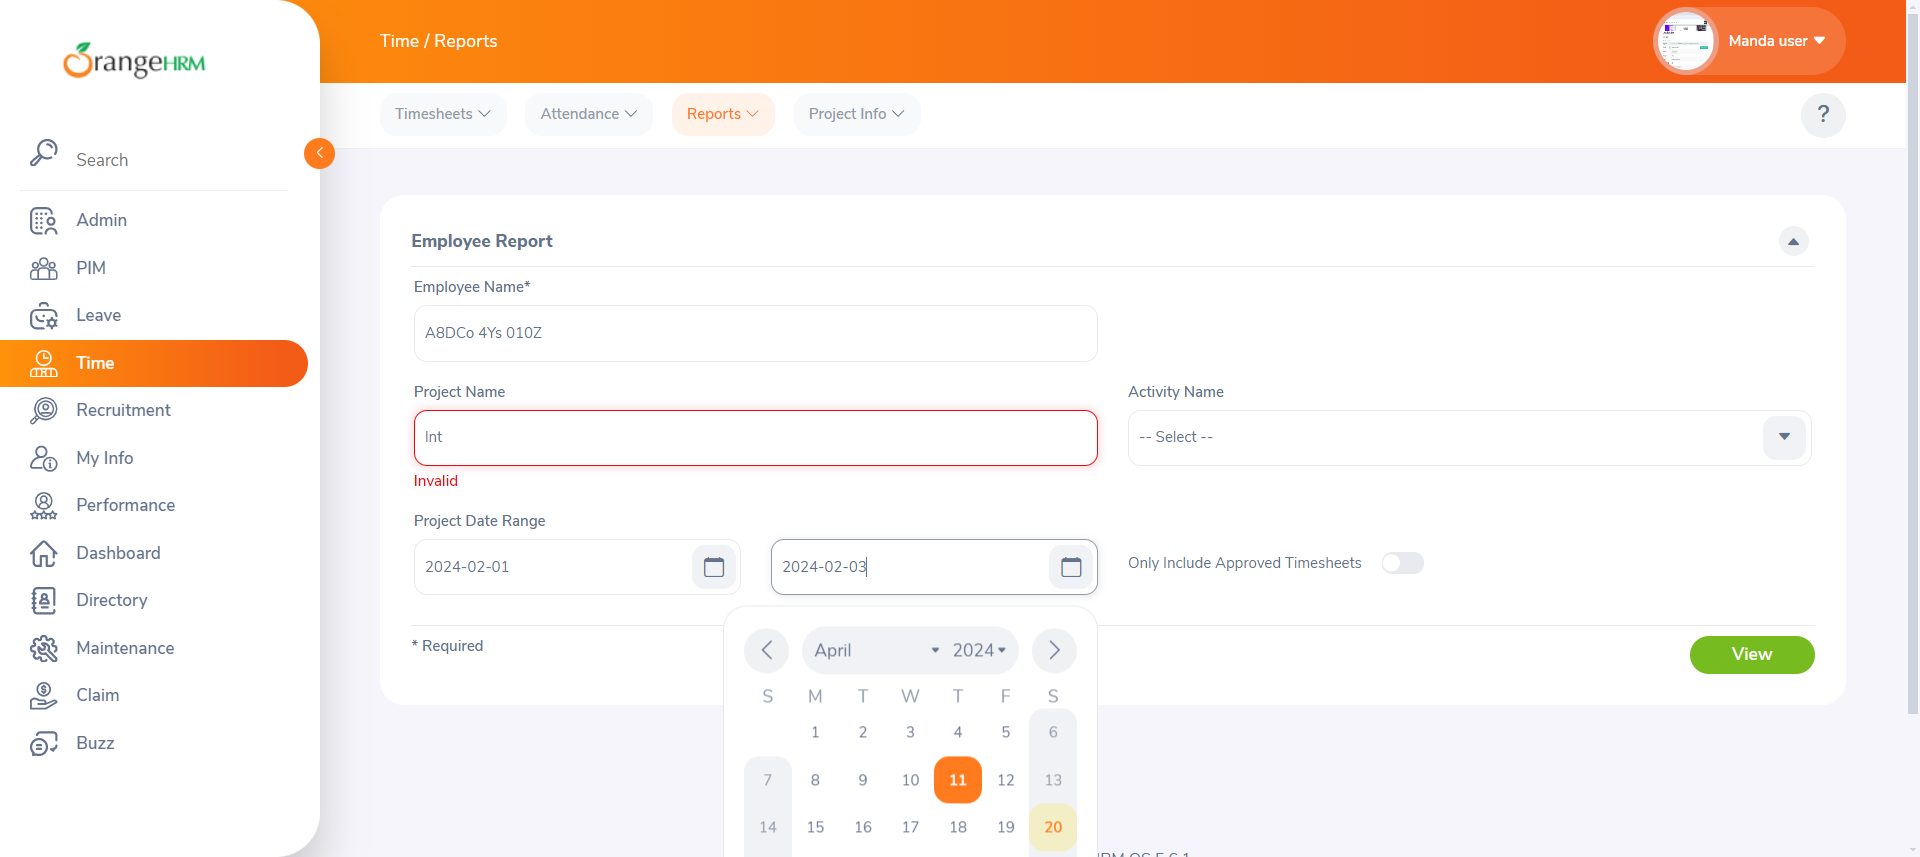 Time / Reports
Manda user
OrangeHRM
Timesheets
Attendance
Reports
Project Info
?
Search
Admin
PIM
Leave
Time
Recruitment
My Info
Performance
Dashboard
Directory
Maintenance
Claim
Buzz
Employee Report
Employee Name*
A8DCo 4Ys 010Z
Project Name
Activity Name
Int
-- Select --
Invalid
Project Date Range
2024-02-01
2024-02-03
Only Include Approved Timesheets
* Required
View
April 2024
S M T W T F S
1 2 3 4 5 6
7 8 9 10 11 12 13
14 15 16 17 18 19 20